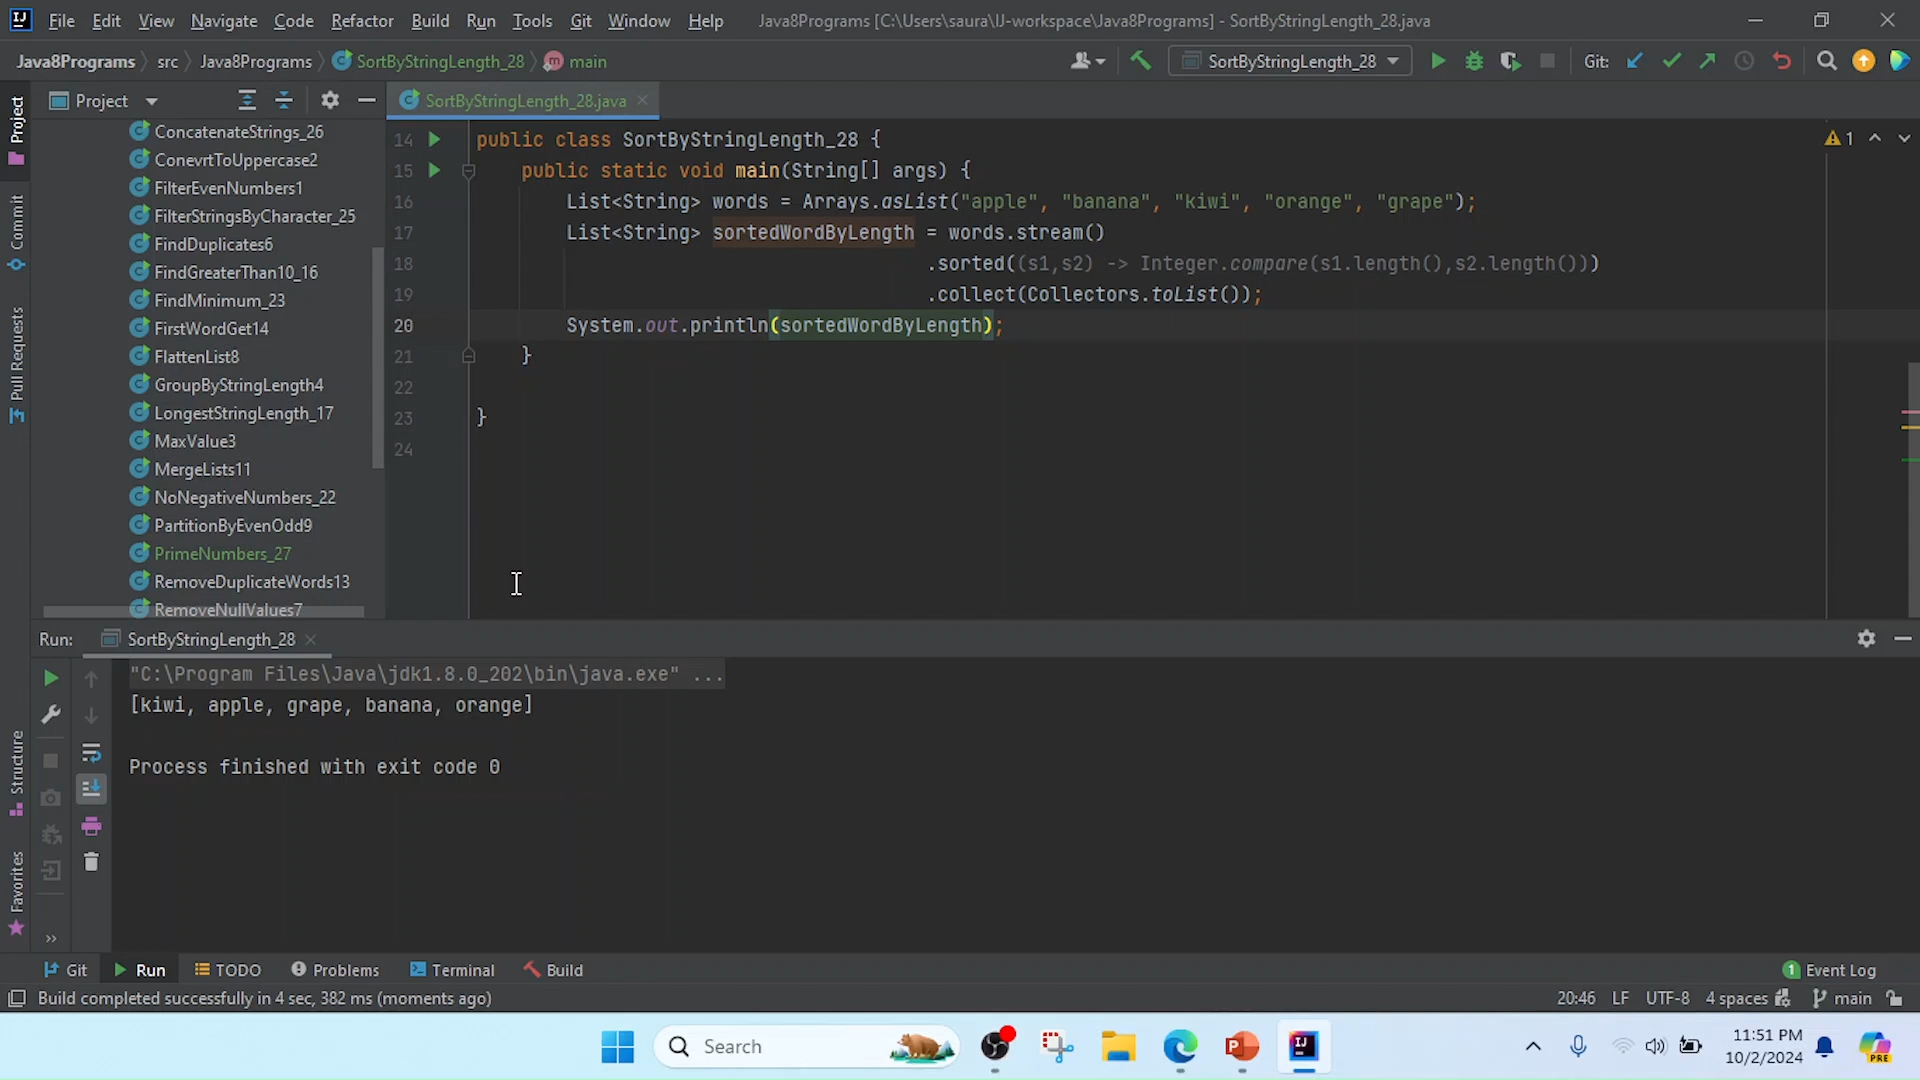 File Edit View Navigate Code Refactor Build Run Tools Git Window Help Java8Programs [C:\Users\saura\IJ-workspace\Java8Programs] - SortByStringLength_28.java
Java8Programs src Java8Programs SortByStringLength_28 main SortByStringLength_28 Git:
Project
Project
SortByStringLength_28.java
Commit
Pull Requests
Structure
Favorites
ConcatenateStrings_26
ConevrtToUppercase2
FilterEvenNumbers1
FilterStringsByCharacter_25
FindDuplicates6
FindGreaterThan10_16
FindMinimum_23
FirstWordGet14
FlattenList8
GroupByStringLength4
LongestStringLength_17
MaxValue3
MergeLists11
NoNegativeNumbers_22
PartitionByEvenOdd9
PrimeNumbers_27
RemoveDuplicateWords13
RemoveNullValues7
14 public class SortByStringLength_28 {
1
15 public static void main(String[] args) {
16 List<String> words = Arrays.asList("apple", "banana", "kiwi", "orange", "grape");
17 List<String> sortedWordByLength = words.stream()
18 .sorted((s1,s2) -> Integer.compare(s1.length(),s2.length()))
19 .collect(Collectors.toList());
20 System.out.println(sortedWordByLength);
21 }
22
23 }
24
Run: SortByStringLength_28
"C:\Program Files\Java\jdk1.8.0_202\bin\java.exe" ...
[kiwi, apple, grape, banana, orange]
Process finished with exit code 0
Git Run TODO Problems Terminal Build 1 Event Log
Build completed successfully in 4 sec, 382 ms (moments ago) 20:46 LF UTF-8 4 spaces main
Search
11:51 PM
10/2/2024
PRE